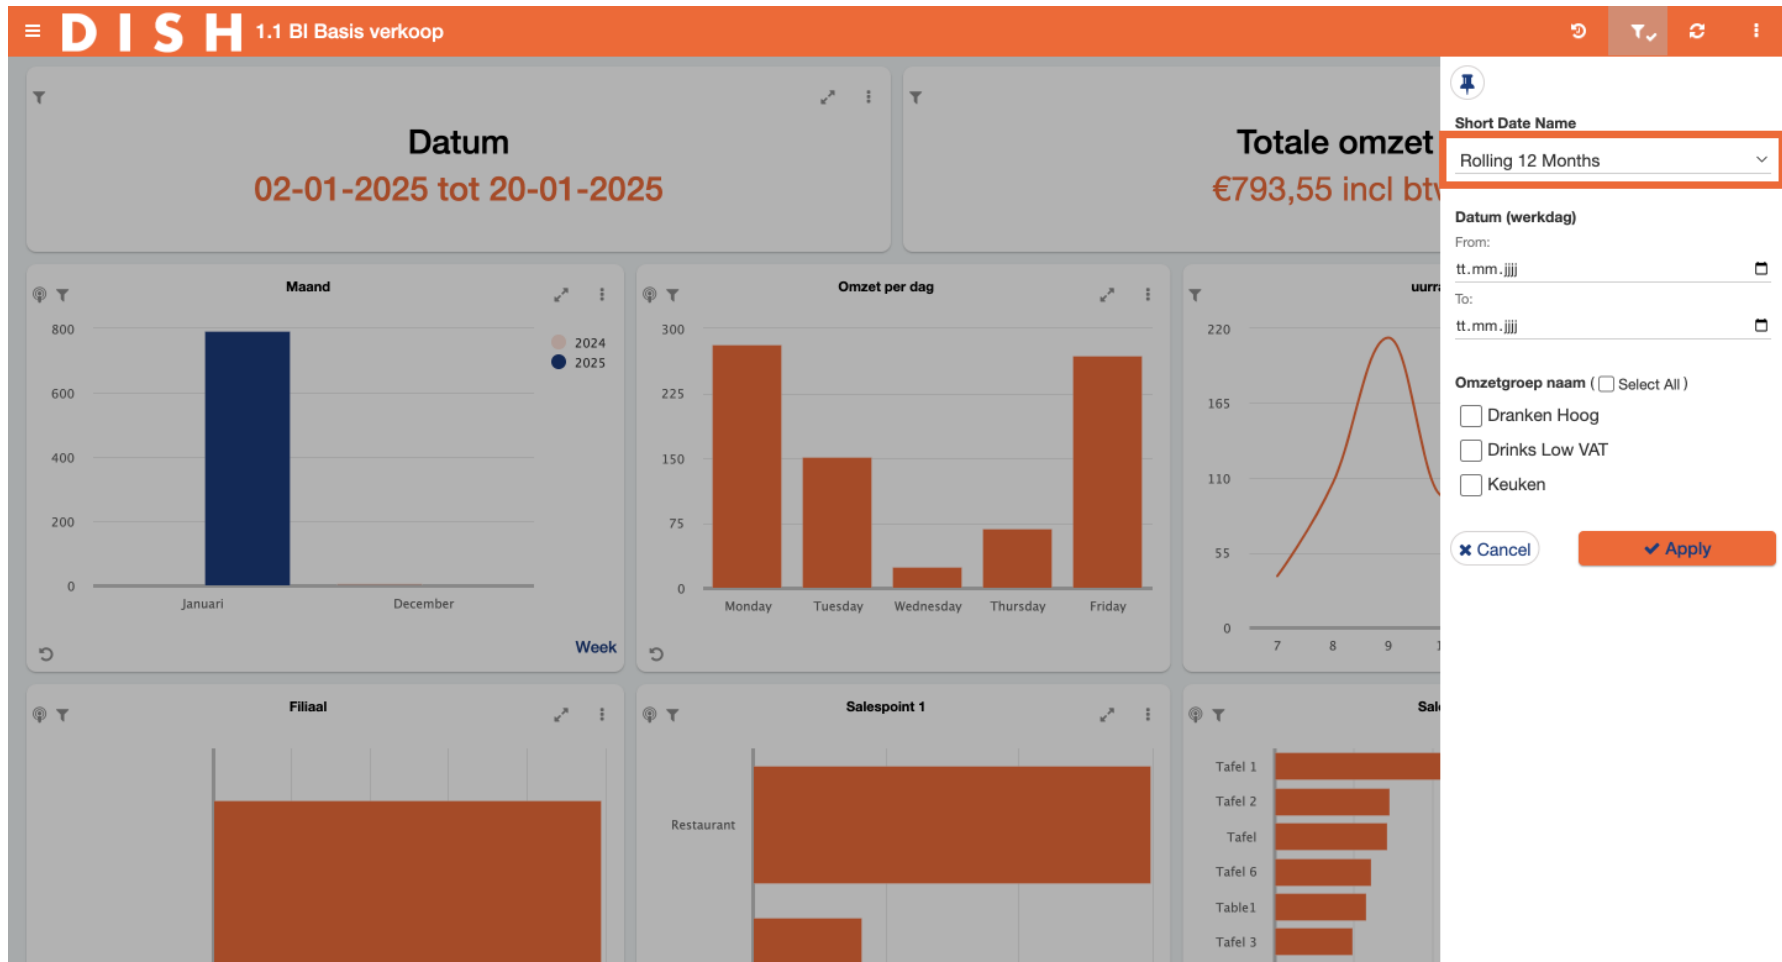 DISH 1.1 BI Basis verkoop
Datum
02-01-2025 tot 20-01-2025
Totale omzet
€793,55 incl
Short Date Name
Rolling 12 Months
Datum (werkdag)
From:
tt.mm.jjjj
To:
tt.mm.jjjj
Omzetgroep naam ( Select All )
Dranken Hoog
Drinks Low VAT
Keuken
Cancel
Apply
Maand
800
600
400
200
0
Januari
December
2024
2025
Week
Omzet per dag
300
225
150
75
0
Monday
Tuesday
Wednesday
Thursday
Friday
220
165
110
55
0
7
8
9
Filiaal
Salespoint 1
Restaurant
Tafel 1
Tafel 2
Tafel
Tafel 6
Table1
Tafel 3